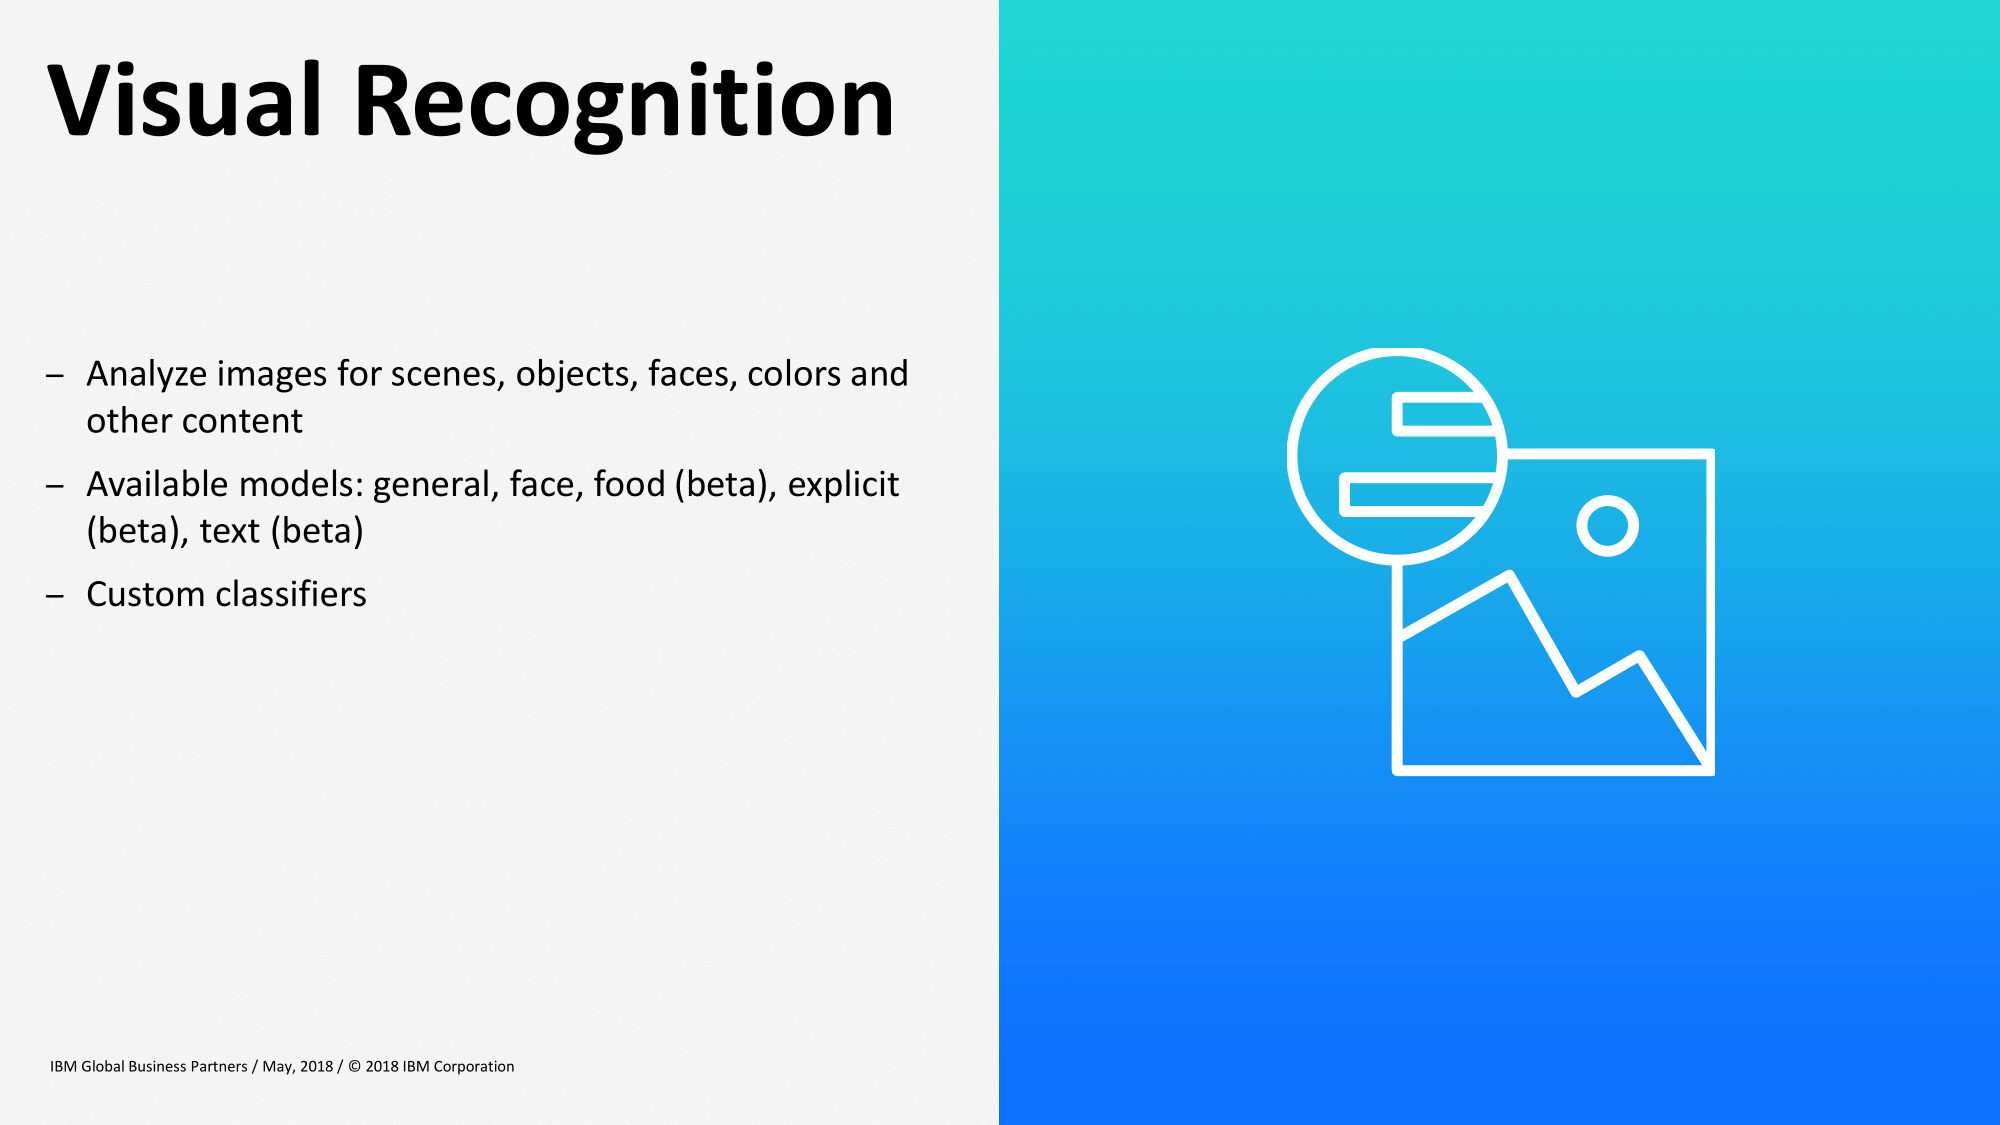 Visual Recognition
– Analyze images for scenes, objects, faces, colors and
other content
– Available models: general, face, food (beta), explicit
(beta), text (beta)
– Custom classifiers
IBM Global Business Partners / May, 2018 / © 2018 IBM Corporation